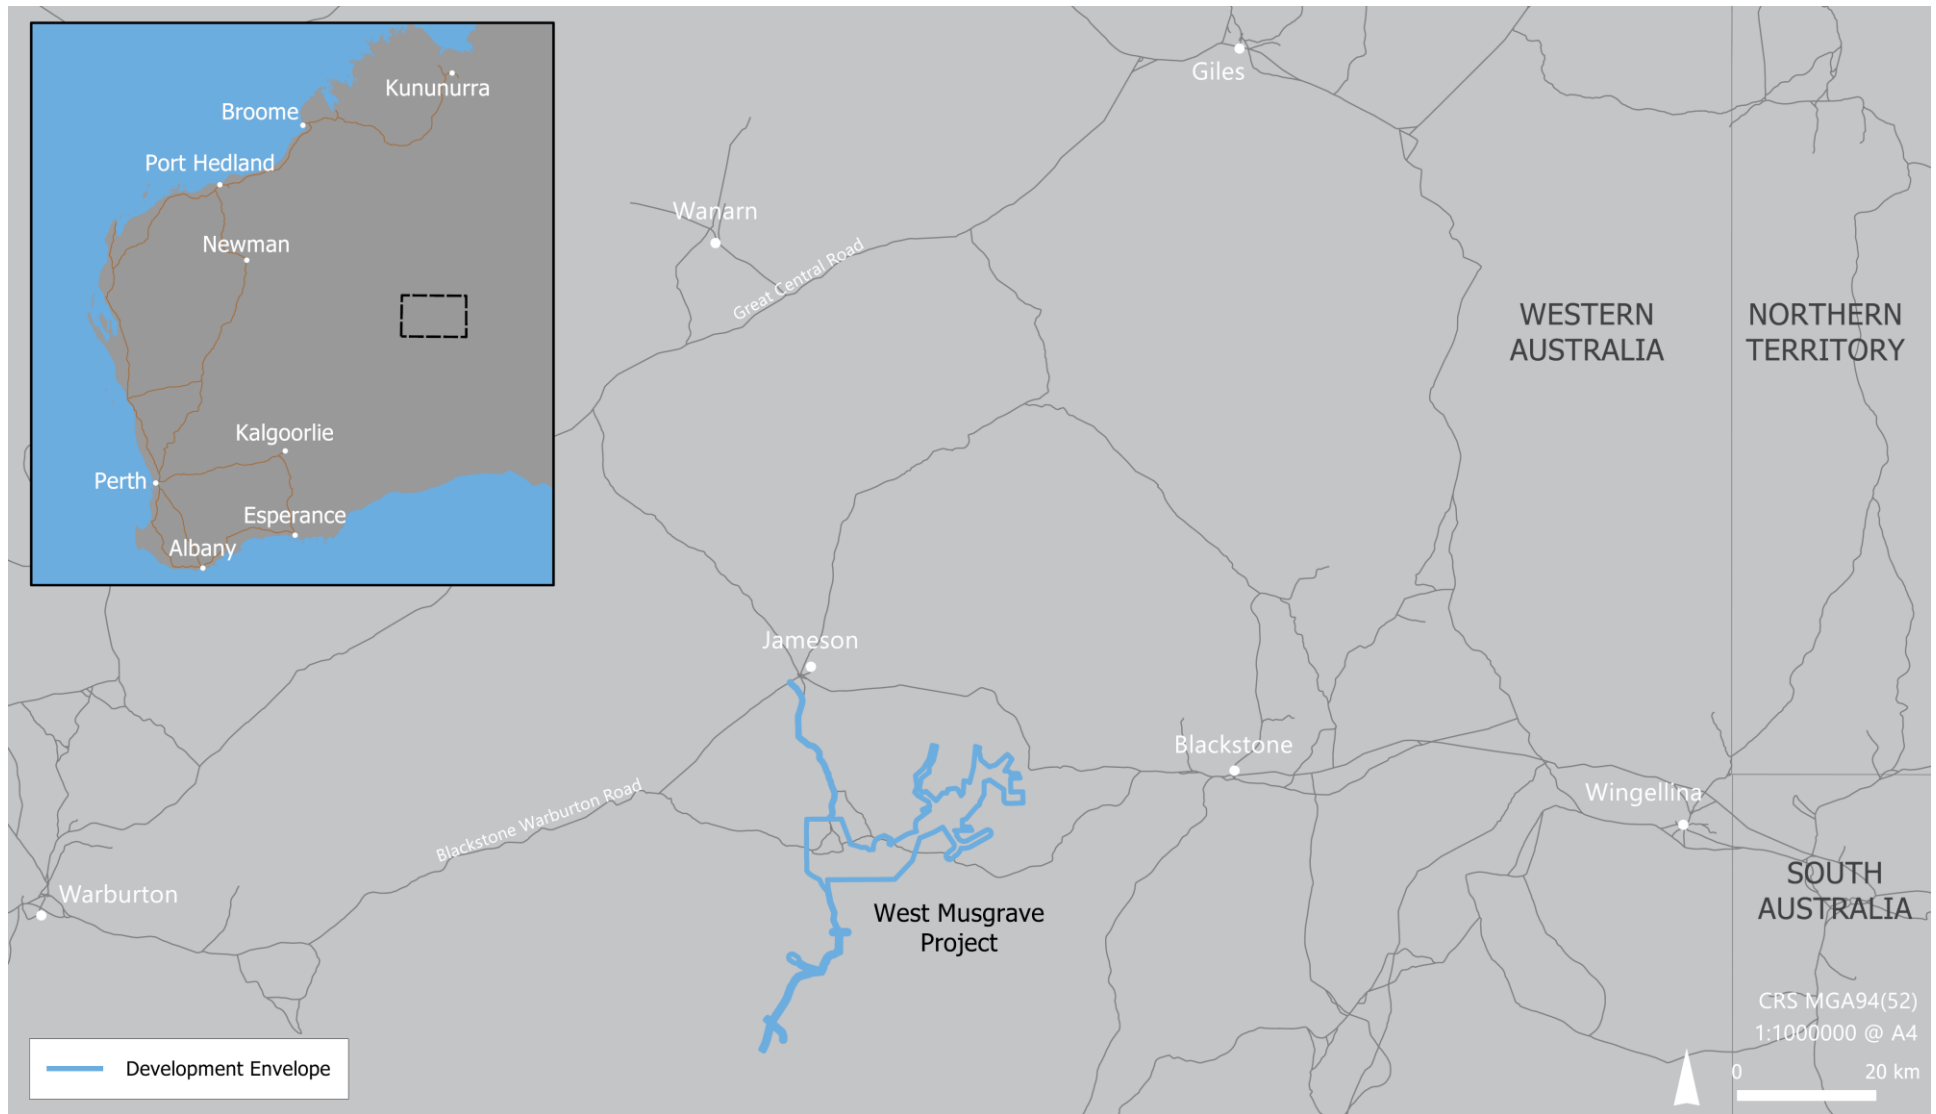 Kununurra
Broome
Port Hedland
Newman
Kalgoorlie
Perth
Esperance
Albany
Giles
Wanarn
Great Central Road
WESTERN
AUSTRALIA
NORTHERN
TERRITORY
Jameson
Blackstone
Wingellina
Blackstone Warburton Road
Warburton
SOUTH
AUSTRALIA
West Musgrave
Project
CRS MGA94(52)
1:1000000 @ A4
0 20 km
Development Envelope